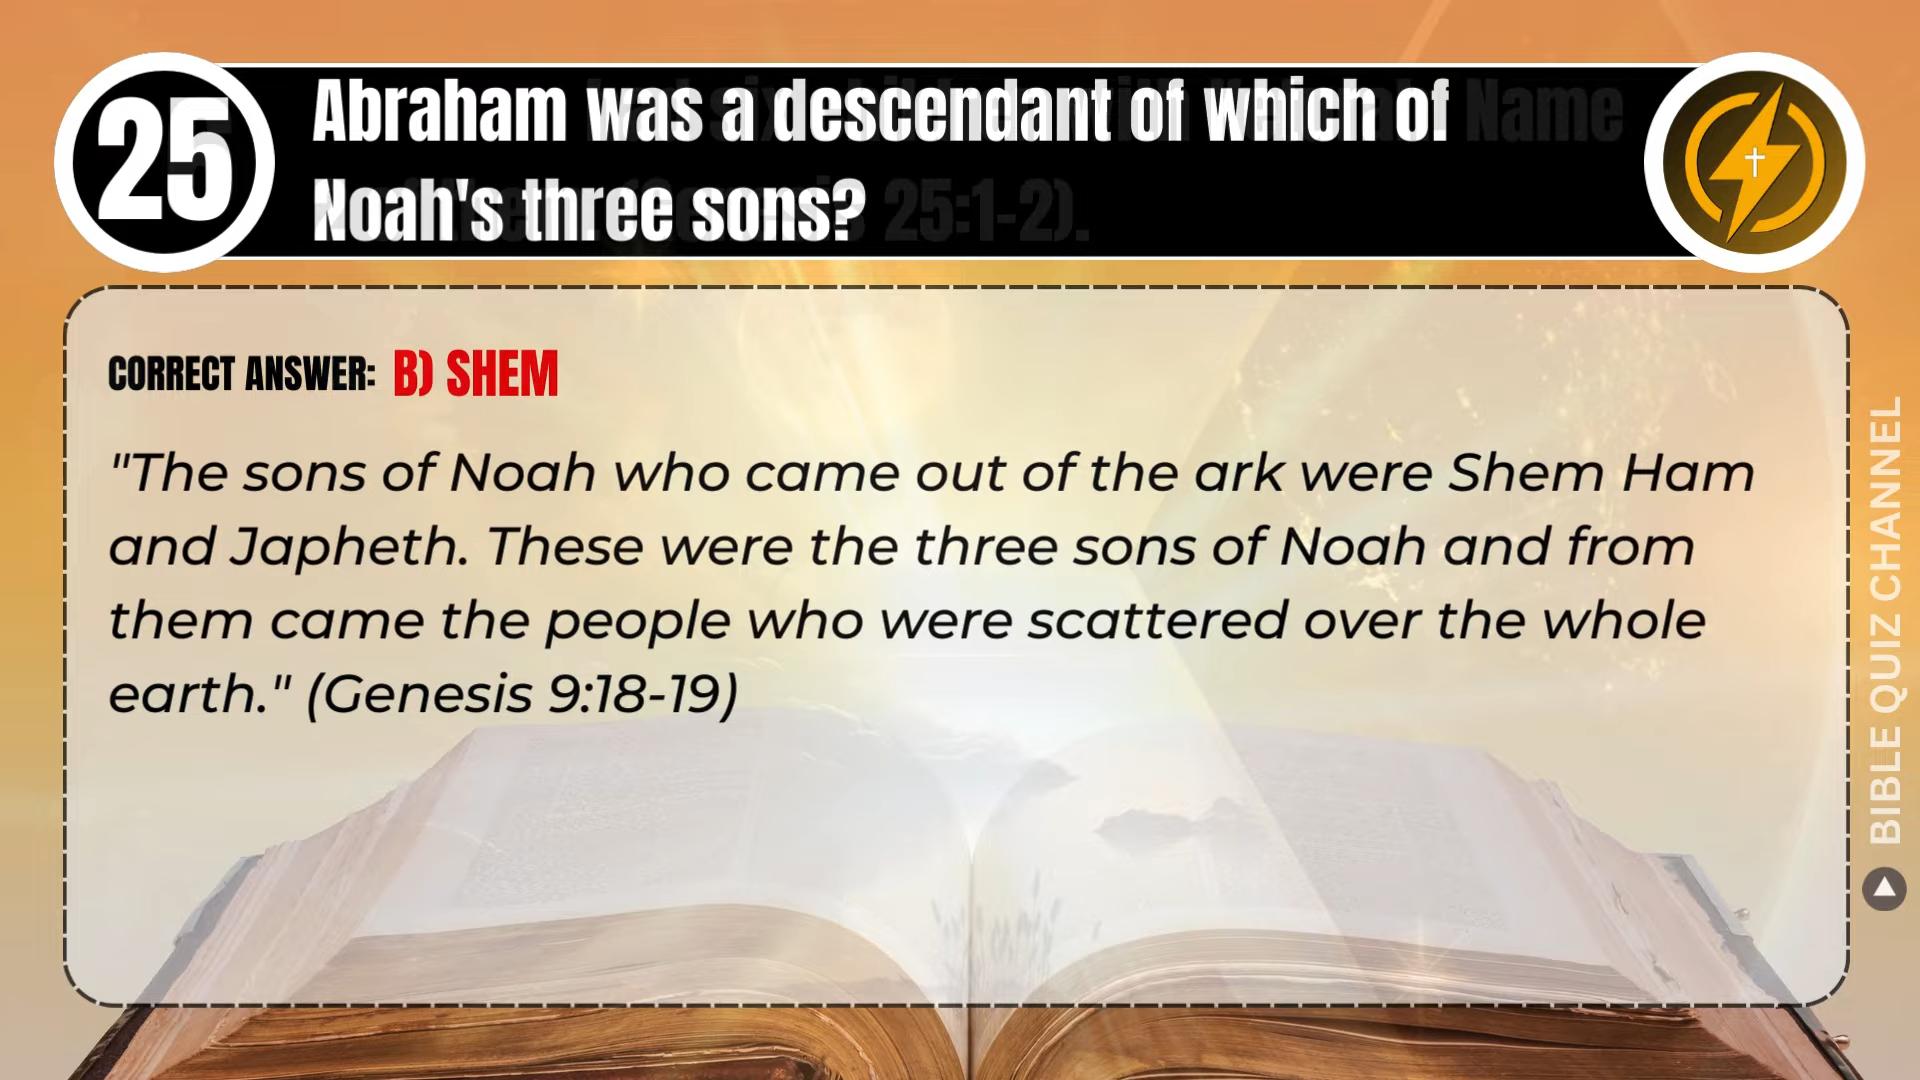 25
Abraham was a descendant of which of
Noah's three sons?
CORRECT ANSWER: B) SHEM
"The sons of Noah who came out of the ark were Shem Ham
and Japheth. These were the three sons of Noah and from
them came the people who were scattered over the whole
earth." (Genesis 9:18-19)
BIBLE QUIZ CHANNEL